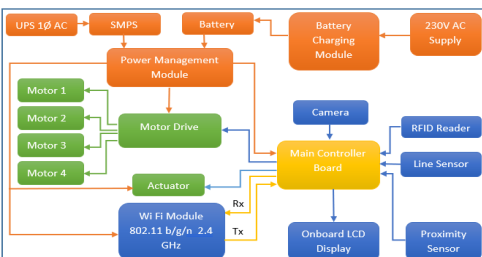 UPS 1Ø AC
SMPS
Battery
Battery
Charging
Module
230V AC
Supply
Power Management
Module
Motor 1
Motor 2
Motor 3
Motor 4
Motor Drive
Camera
RFID Reader
Main Controller
Board
Line Sensor
Actuator
Rx
Wi Fi Module
802.11 b/g/n 2.4
GHz
Tx
Onboard LCD
Display
Proximity
Sensor